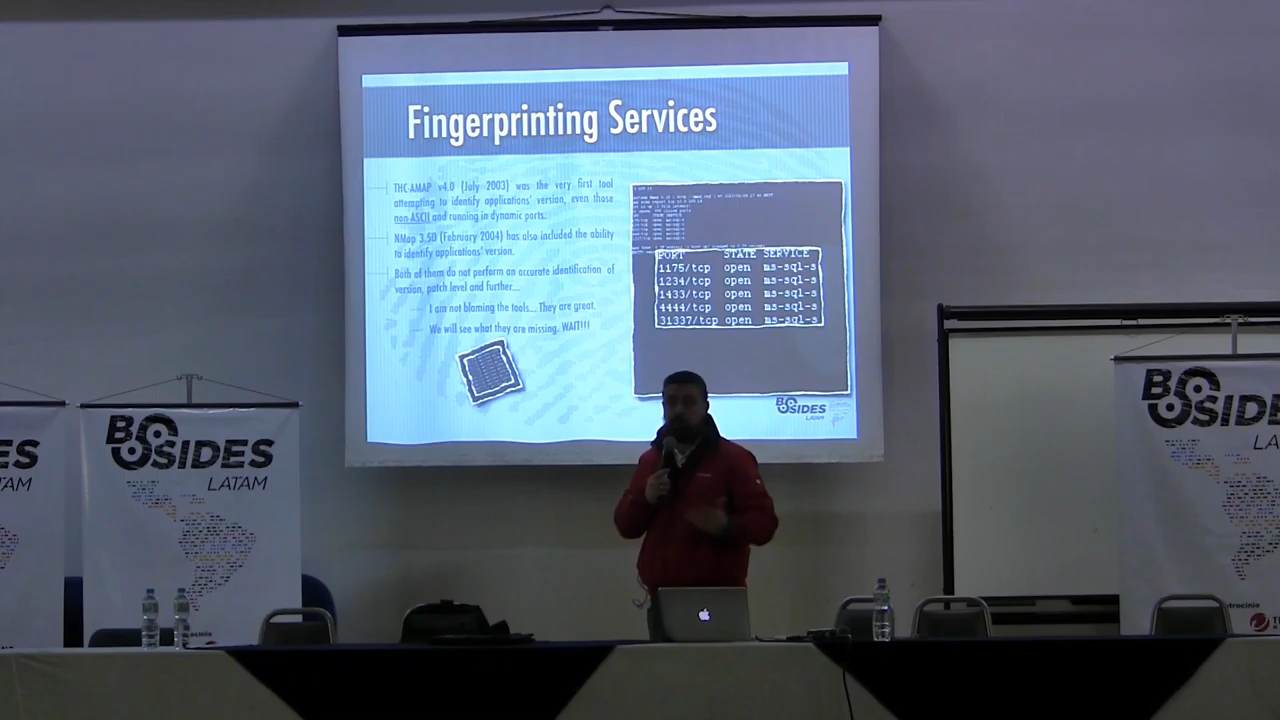 Fingerprinting Services
THC-AMAP v4.0 (July 2003) was the very first tool
attempting to identify applications' version, even those
non-ASCII and running in dynamic ports.
NMap 3.50 (February 2004) has also included the ability
to identify applications' version.
Both of them do not perform an accurate identification of
version, patch level and further...
I am not blaming the tools... They are great.
We will see what they are missing. WAIT!!!
PORT STATE SERVICE
1175/tcp open ms-sql-s
1234/tcp open ms-sql-s
1433/tcp open ms-sql-s
4444/tcp open ms-sql-s
31337/tcp open ms-sql-s
BSIDES
LATAM
ES
TAM
BSIDES
LATAM
BSIDE
LA